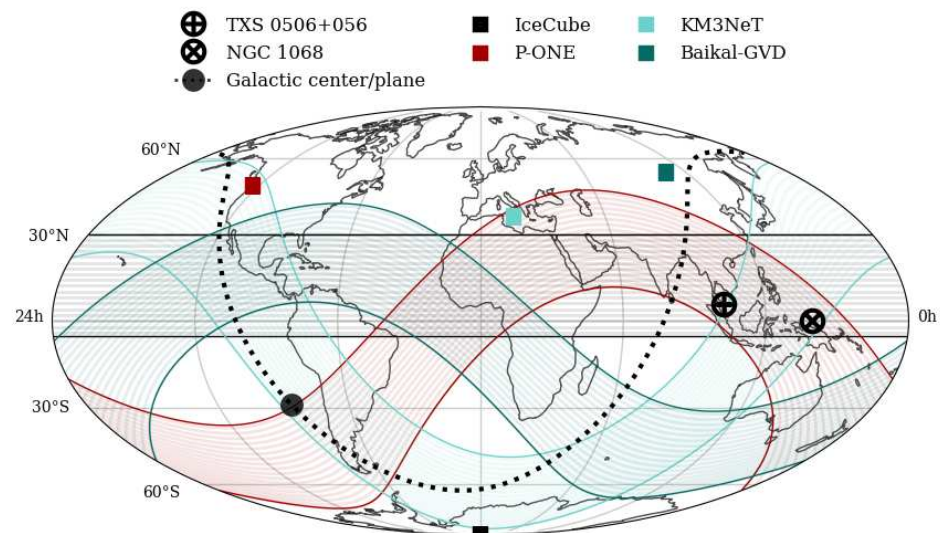 TXS 0506+056 IceCube KM3NeT
NGC 1068 P-ONE Baikal-GVD
Galactic center/plane
60°N
30°N
24h 0h
30°S
60°S